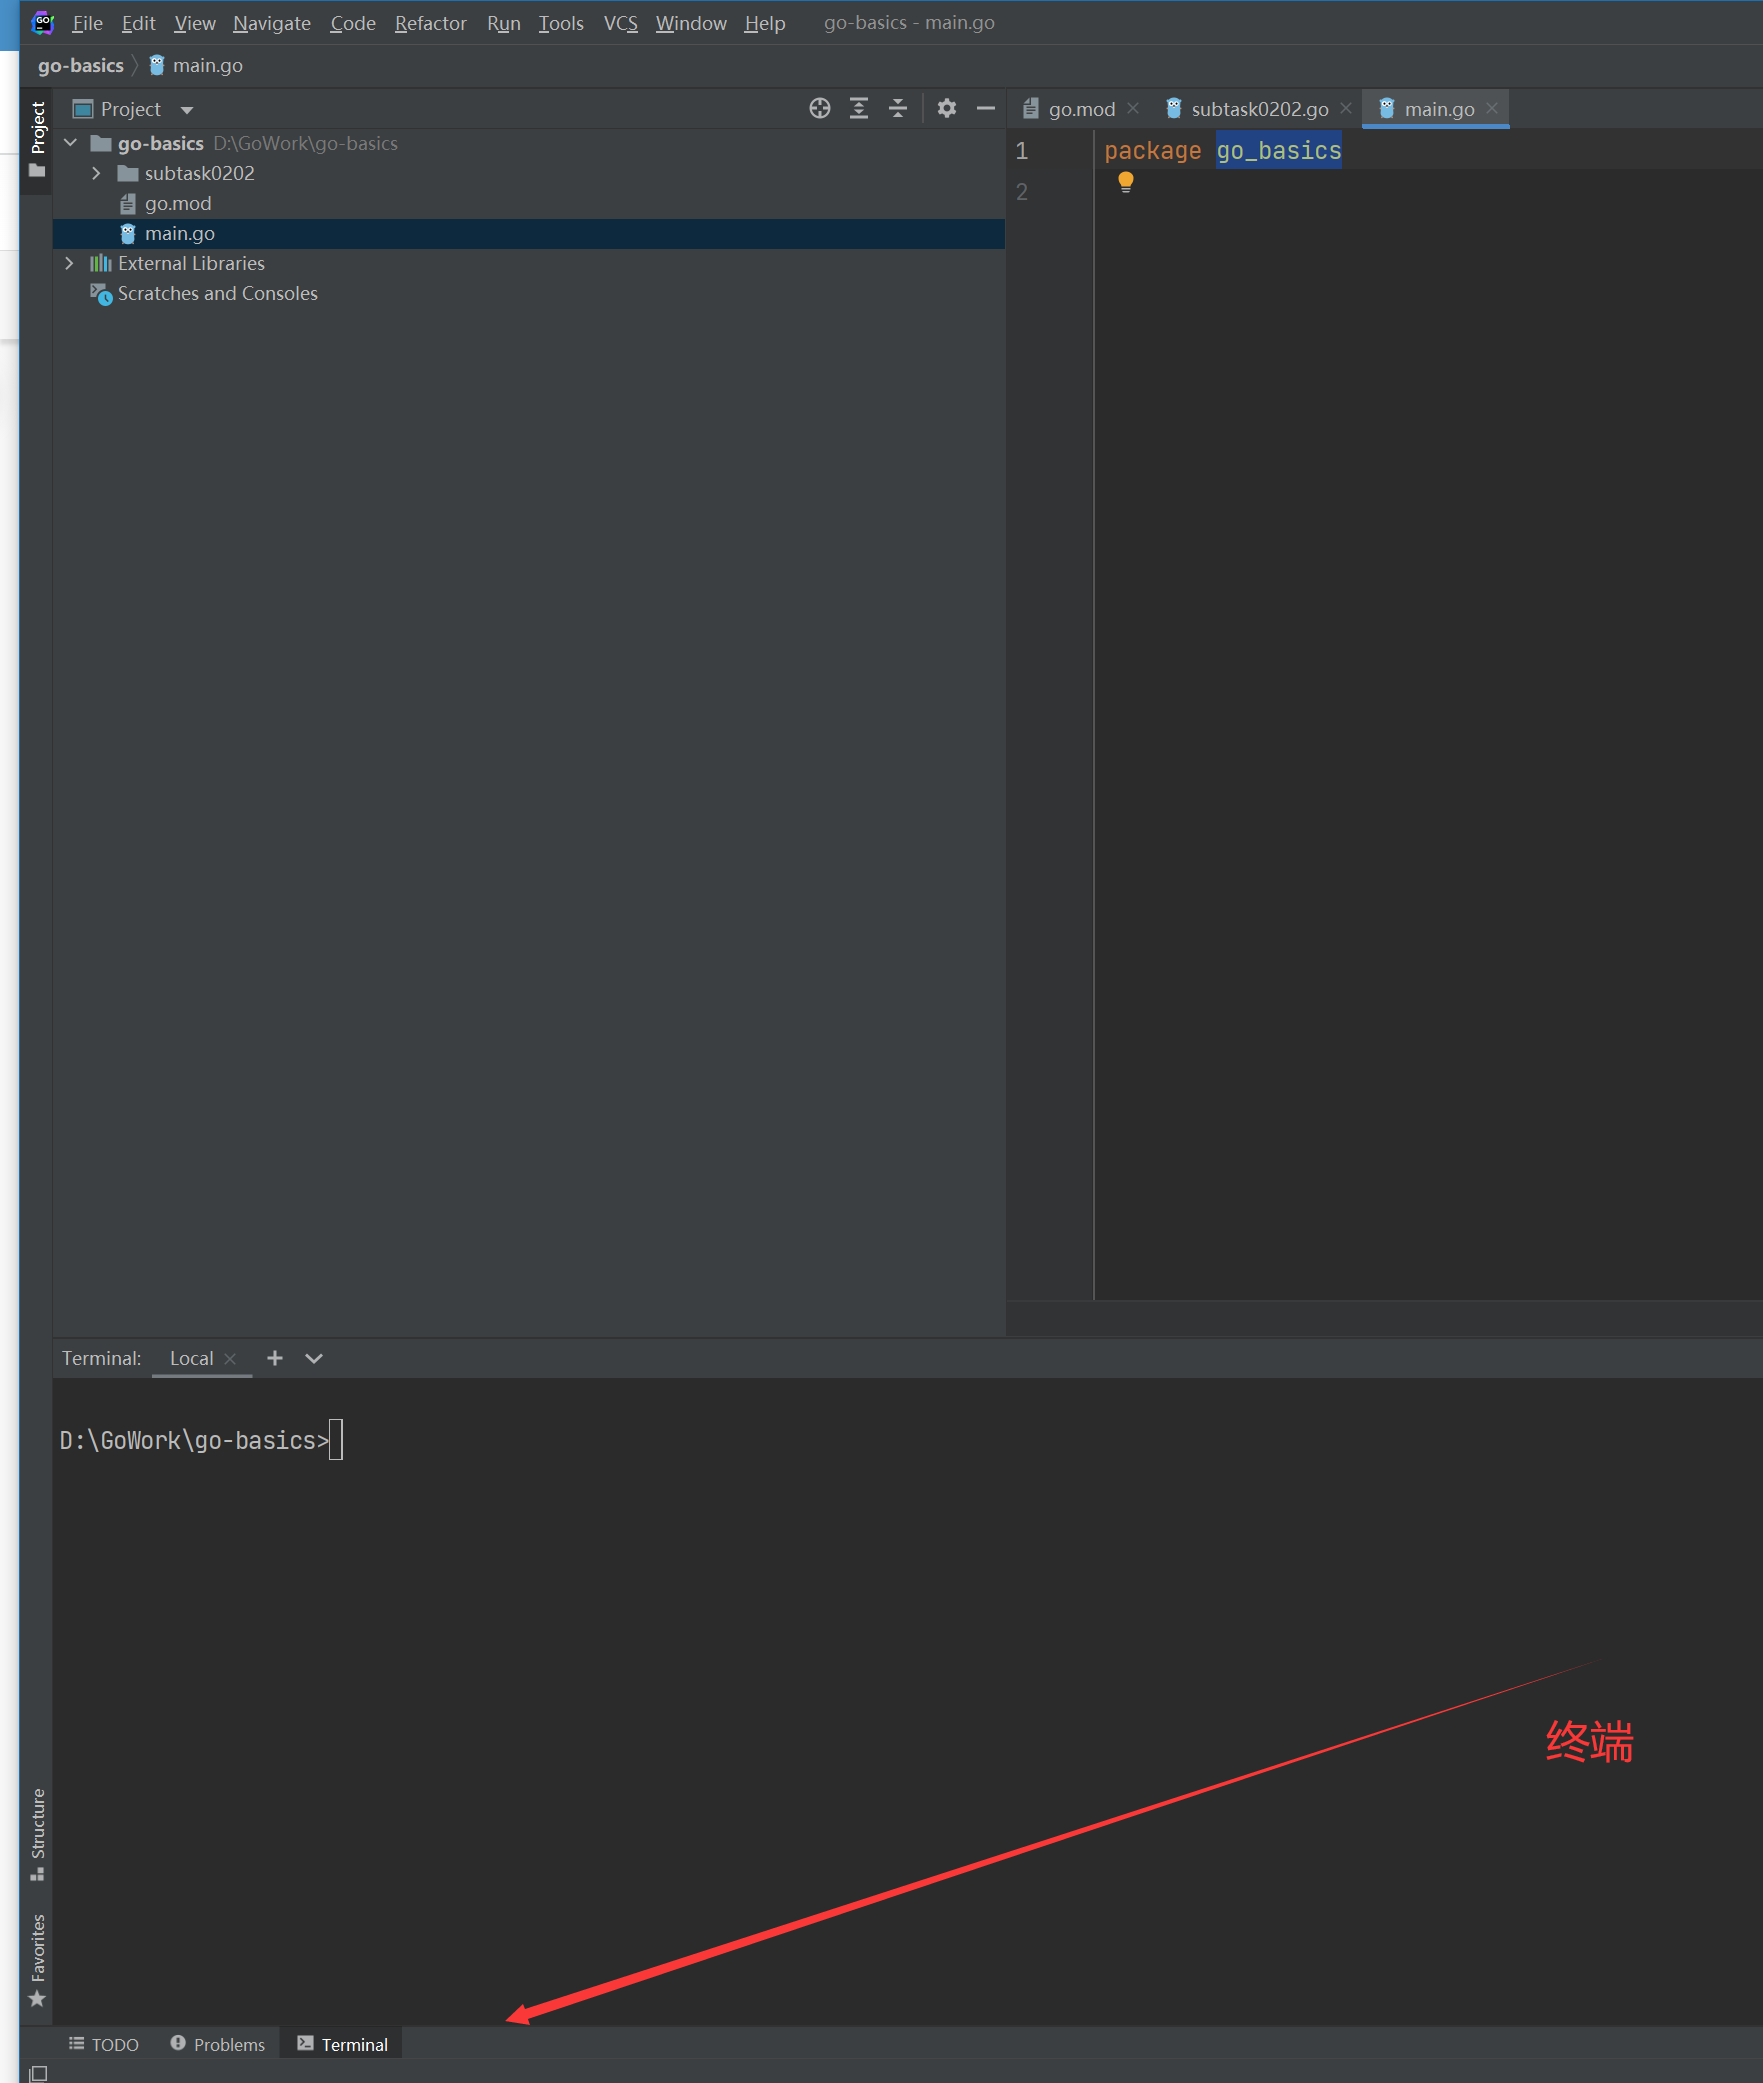 File Edit View Navigate Code Refactor Run Tools VCS Window Help go-basics - main.go
go-basics main.go
Project
Project
go.mod subtask0202.go main.go
go-basics D:\GoWork\go-basics
subtask0202
go.mod
main.go
External Libraries
Scratches and Consoles
1 package go_basics
2
Terminal: Local
D:\GoWork\go-basics>
终端
Structure
Favorites
TODO Problems Terminal